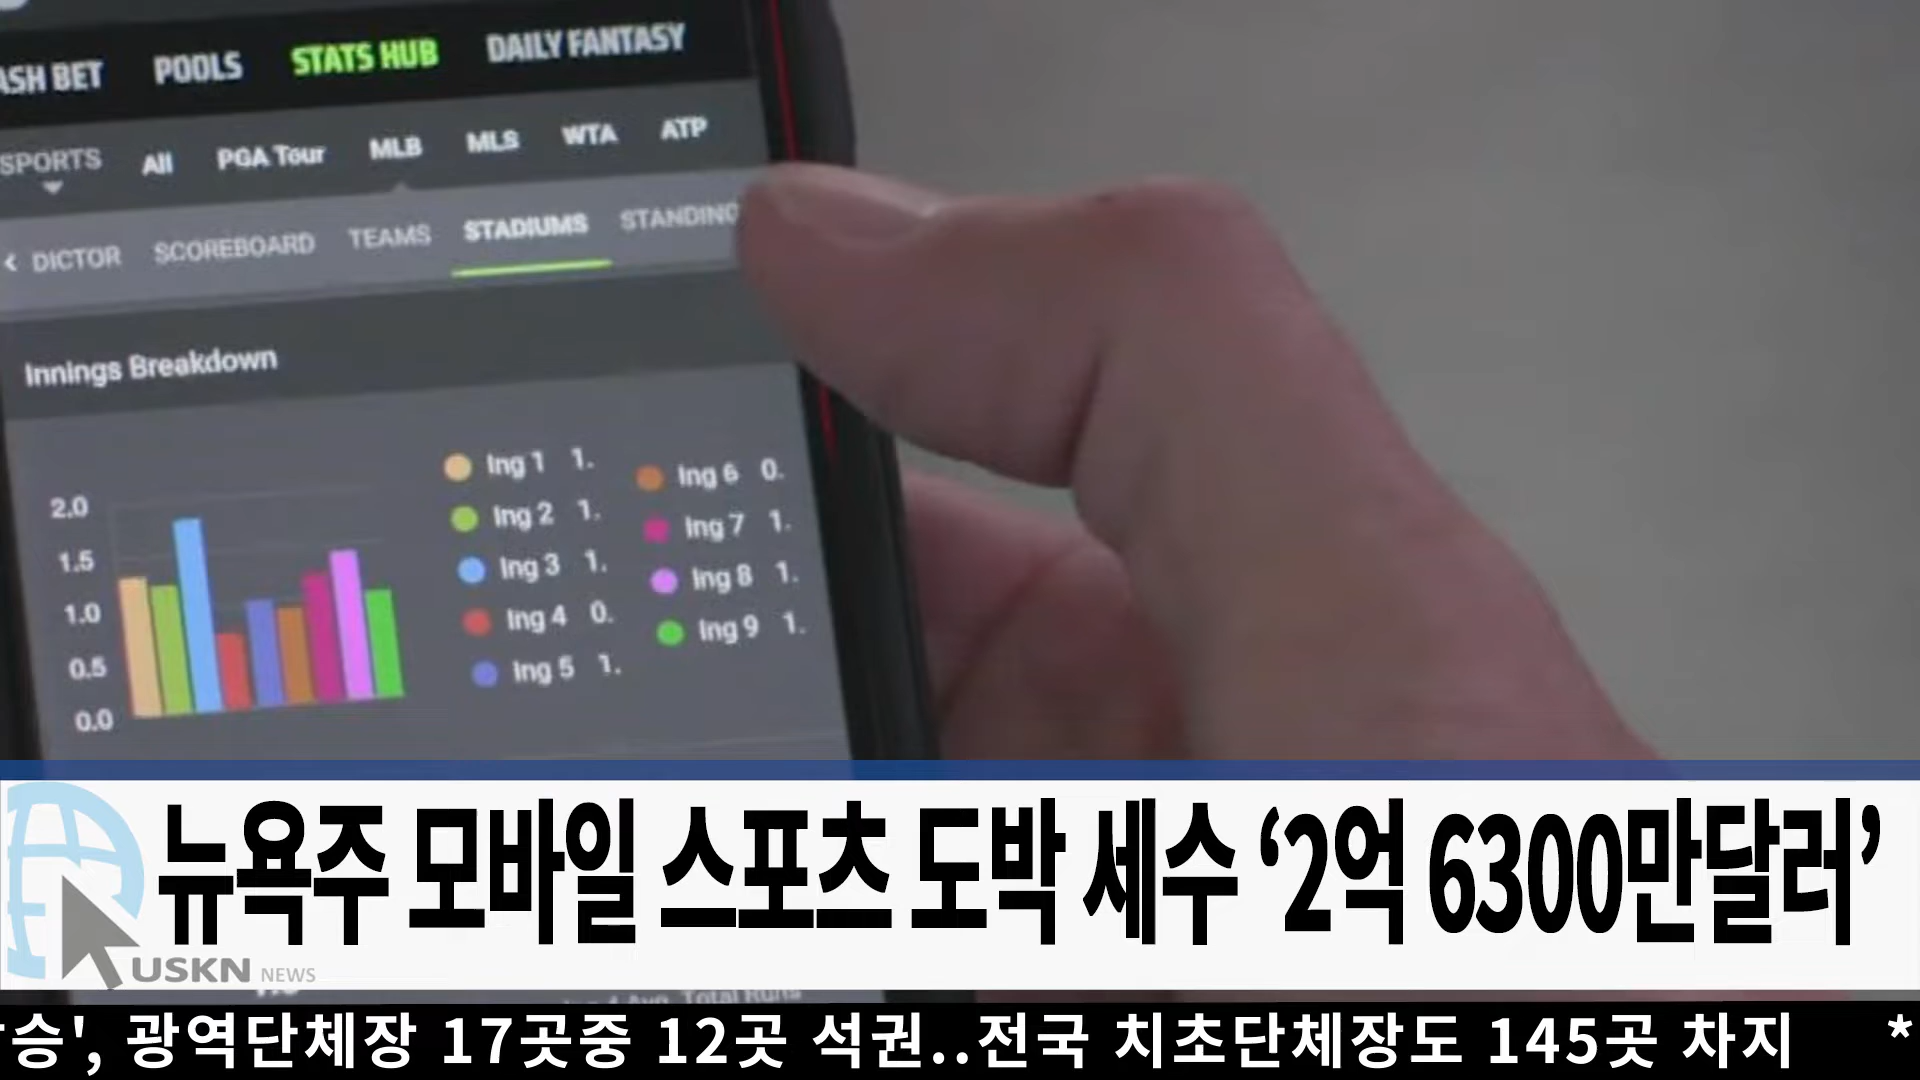 ASH BET POOLS STATS HUB DAILY FANTASY
SPORTS All PGA Tour MLB MLS WTA ATP
DICTOR SCOREBOARD TEAMS STADIUMS STANDING
Innings Breakdown
2.0
1.5
1.0
0.5
0.0
Ing 1 1.
Ing 2 1.
Ing 3 1.
Ing 4 0.
Ing 5 1.
Ing 6 0.
Ing 7 1.
Ing 8 1.
Ing 9 1.
뉴욕주 모바일 스포츠 도박 세수 ‘2억 6300만달러’
USKN NEWS
Total Runs
승', 광역단체장 17곳중 12곳 석권..전국 치초단체장도 145곳 차지 *